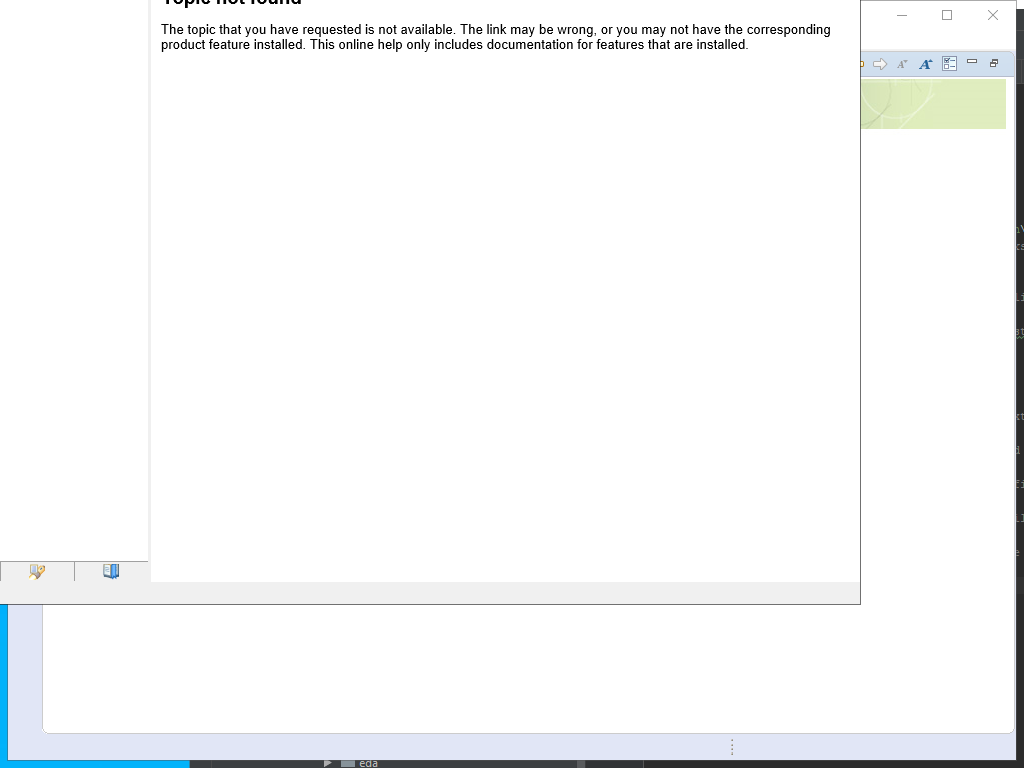 Topic not found
The topic that you have requested is not available. The link may be wrong, or you may not have the corresponding
product feature installed. This online help only includes documentation for features that are installed.
eda